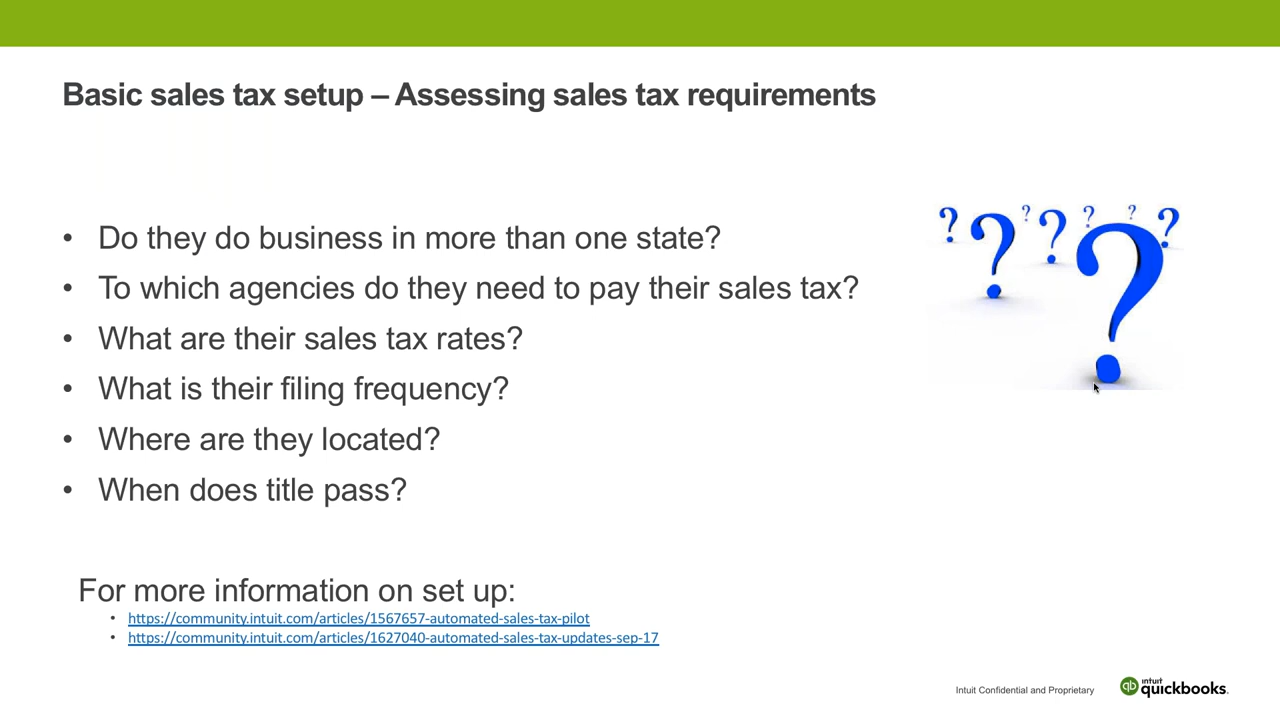 Basic sales tax setup – Assessing sales tax requirements
• Do they do business in more than one state?
• To which agencies do they need to pay their sales tax?
• What are their sales tax rates?
• What is their filing frequency?
• Where are they located?
• When does title pass?
? ? ? ? ? ? ? ?
For more information on set up:
• https://community.intuit.com/articles/1567657-automated-sales-tax-pilot
• https://community.intuit.com/articles/1627040-automated-sales-tax-updates-sep-17
Intuit Confidential and Proprietary
qb intuit quickbooks.